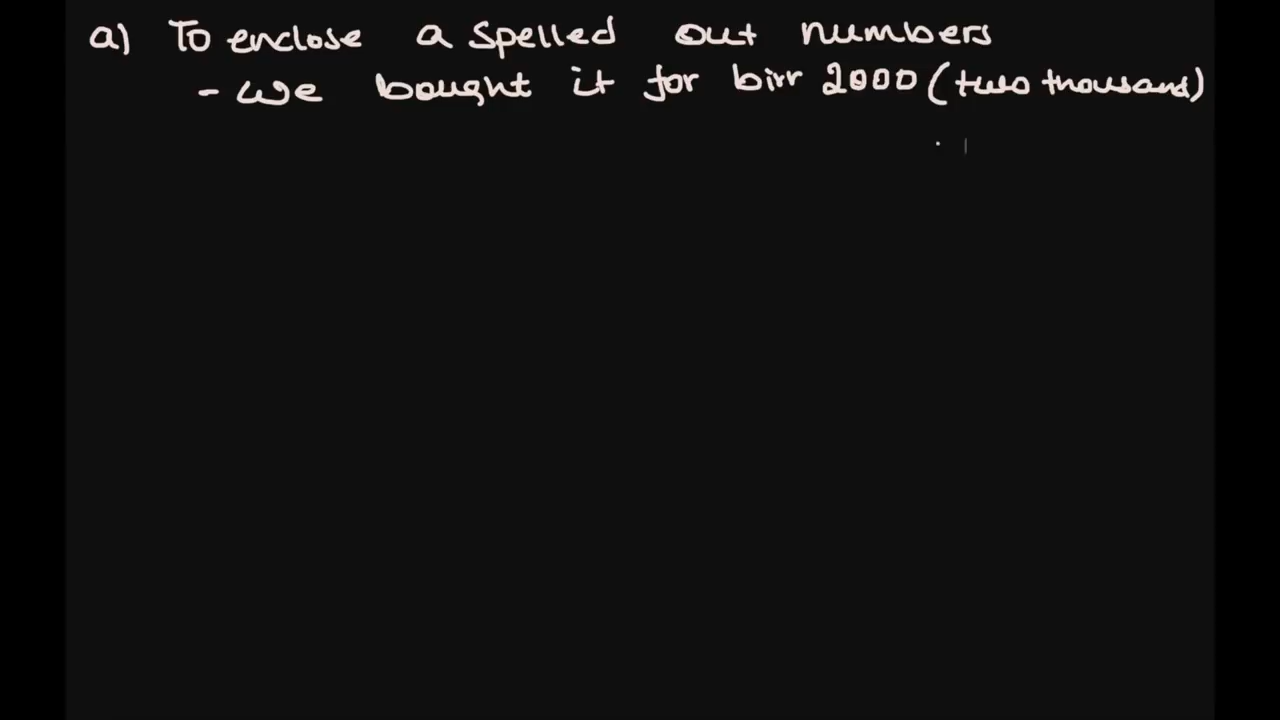 a) To enclose a spelled out numbers
- we bought it for birr 2000 (two thousand)